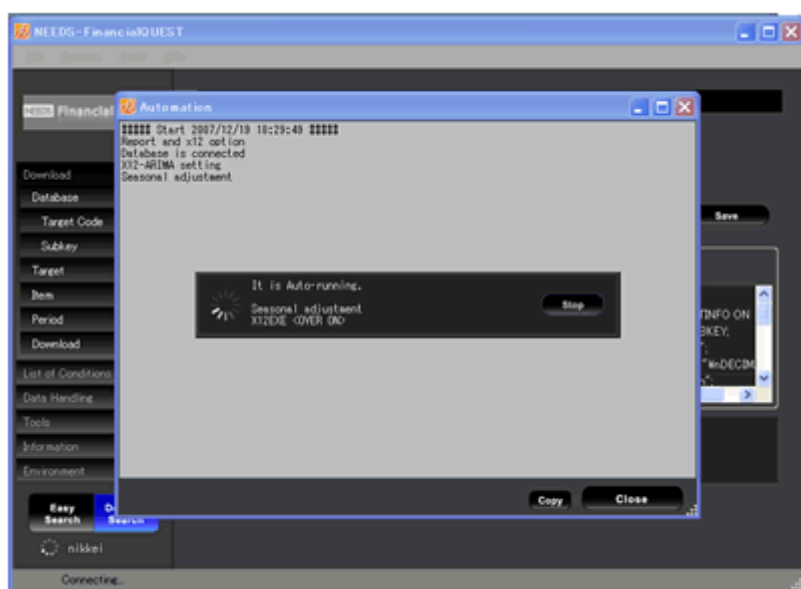 NEEDS-FinancialQUEST
NEEDS Financial
Automation
##### Start 2007/12/19 10:29:49 #####
Report and x12 option
Database is connected
X12-ARIMA setting
Seasonal adjustment
Download
Database
Target Code
Subkey
Target
Item
Period
Download
List of Conditions
Data Handling
Tools
Information
Environment
Save
It is Auto-running.
Seasonal adjustment
X12EXE <OVER ON>
Stop
TINFO ON
BKEY;
";
"WnDECIM
Copy
Close
Easy
Search
Search
nikkei
Connecting..